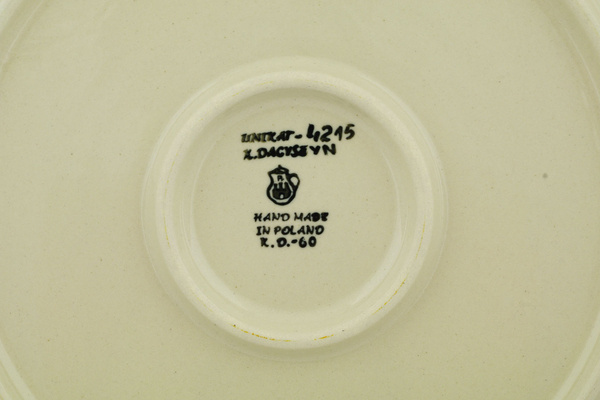 UNIKAT-4215
K.DACYSZYN
HAND MADE
IN POLAND
K.D.-60